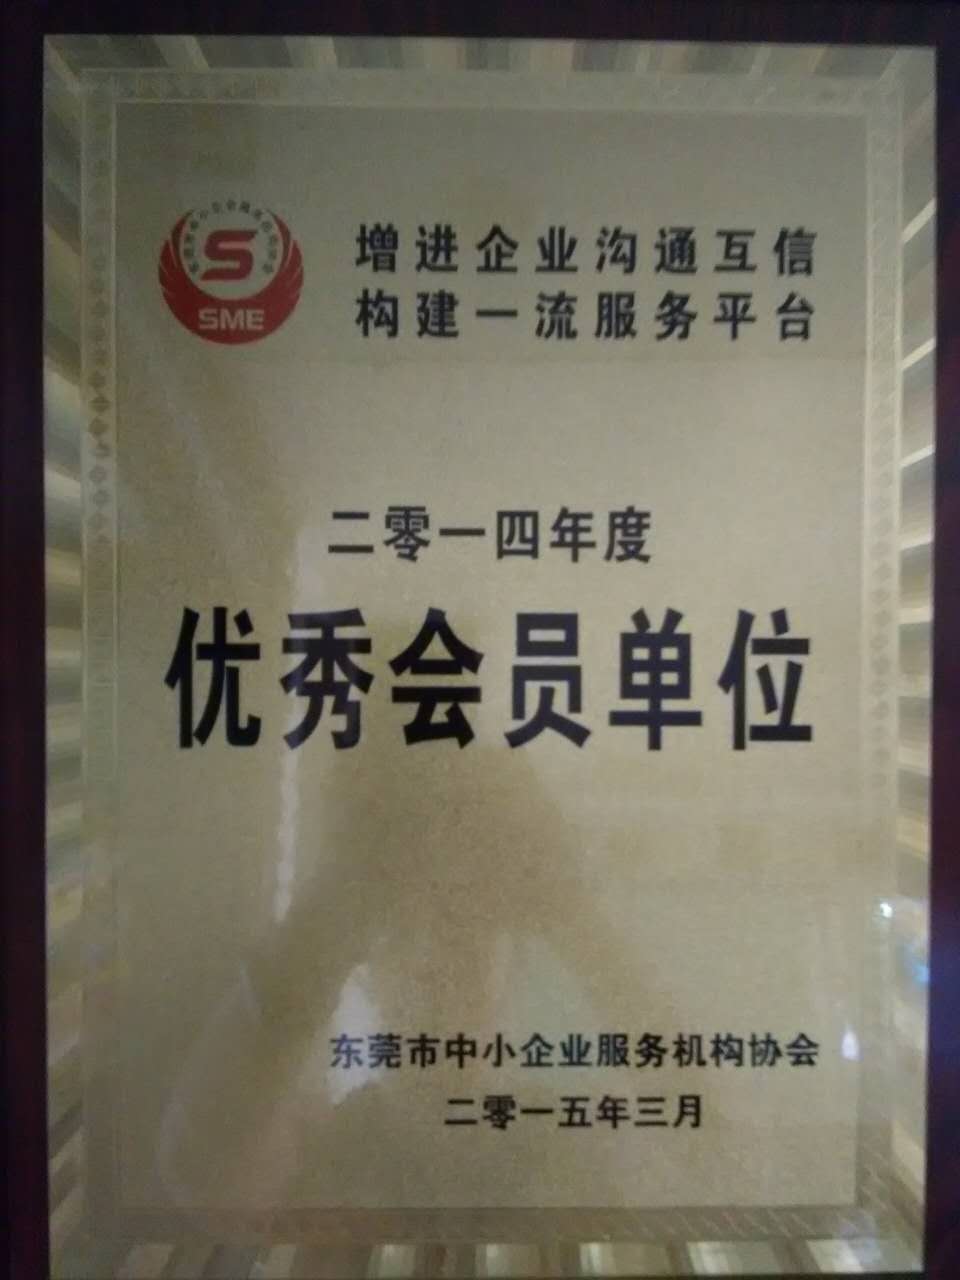 增进企业沟通互信
构建一流服务平台
S
SME
二零一四年度
优秀会员单位
东莞市中小企业服务机构协会
二零一五年三月